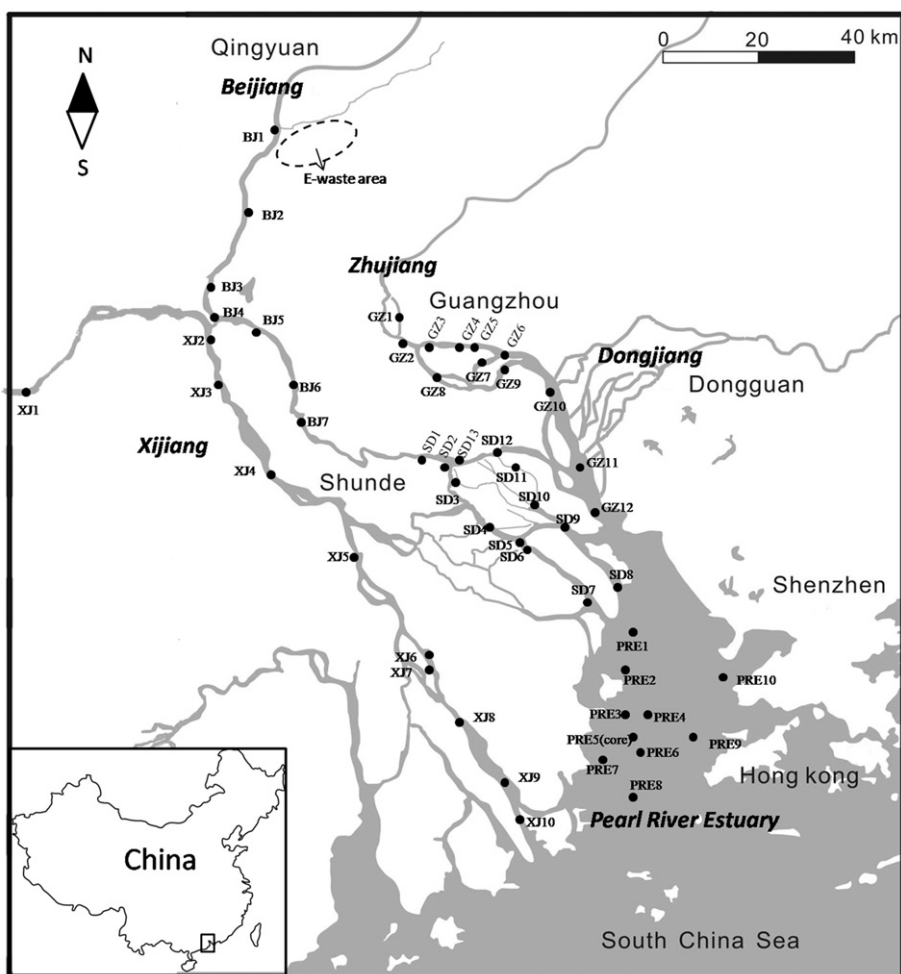 Qingyuan
0 20 40 km
N
S
Beijiang
BJ1
E-waste area
BJ2
Zhujiang
BJ3
Guangzhou
BJ4
BJ5
GZ1
GZ3
GZ4
GZ5
GZ6
XJ2
GZ2
GZ7
GZ9
Dongjiang
GZ8
Dongguan
XJ1
XJ3
BJ6
GZ10
BJ7
Xijiang
SD1
SD2
SD13
SD12
GZ11
XJ4
Shunde
SD11
SD3
SD10
GZ12
SD4
SD9
SD5
SD6
XJ5
SD8
SD7
Shenzhen
PRE1
XJ6
XJ7
PRE2
PRE10
XJ8
PRE3
PRE4
PRE5(core)
PRE6
PRE9
PRE7
Hong kong
XJ9
PRE8
XJ10
Pearl River Estuary
China
South China Sea